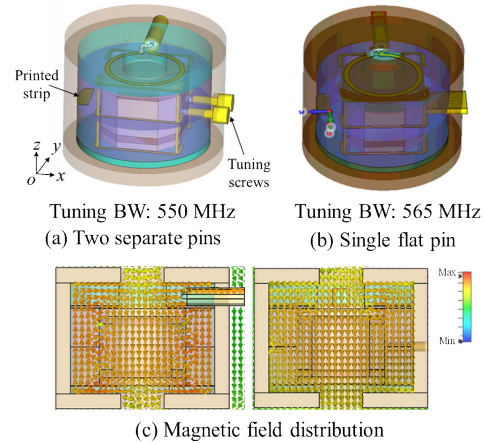 Printed
strip
Tuning
screws
z
y
o
x
w
Tuning BW: 550 MHz
Tuning BW: 565 MHz
(a) Two separate pins
(b) Single flat pin
Max
Min
(c) Magnetic field distribution